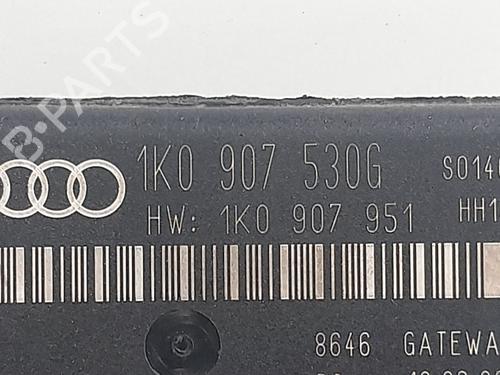 B-PARTS
1K0 907 530G S014
HW: 1K0 907 951 HH1
8646 GATEWA